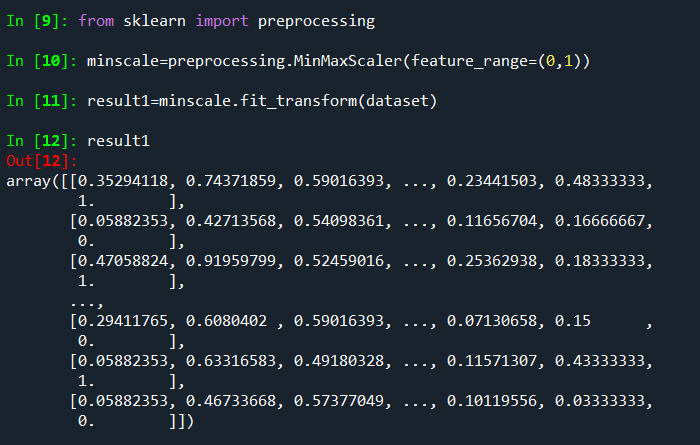 In [9]: from sklearn import preprocessing
In [10]: minscale=preprocessing.MinMaxScaler(feature_range=(0,1))
In [11]: result1=minscale.fit_transform(dataset)
In [12]: result1
Out[12]:
array([[0.35294118, 0.74371859, 0.59016393, ..., 0.23441503, 0.48333333,
1.        ],
[0.05882353, 0.42713568, 0.54098361, ..., 0.11656704, 0.16666667,
0.        ],
[0.47058824, 0.91959799, 0.52459016, ..., 0.25362938, 0.18333333,
1.        ],
...,
[0.29411765, 0.6080402 , 0.59016393, ..., 0.07130658, 0.15      ,
0.        ],
[0.05882353, 0.63316583, 0.49180328, ..., 0.11571307, 0.43333333,
1.        ],
[0.05882353, 0.46733668, 0.57377049, ..., 0.10119556, 0.03333333,
0.        ]])